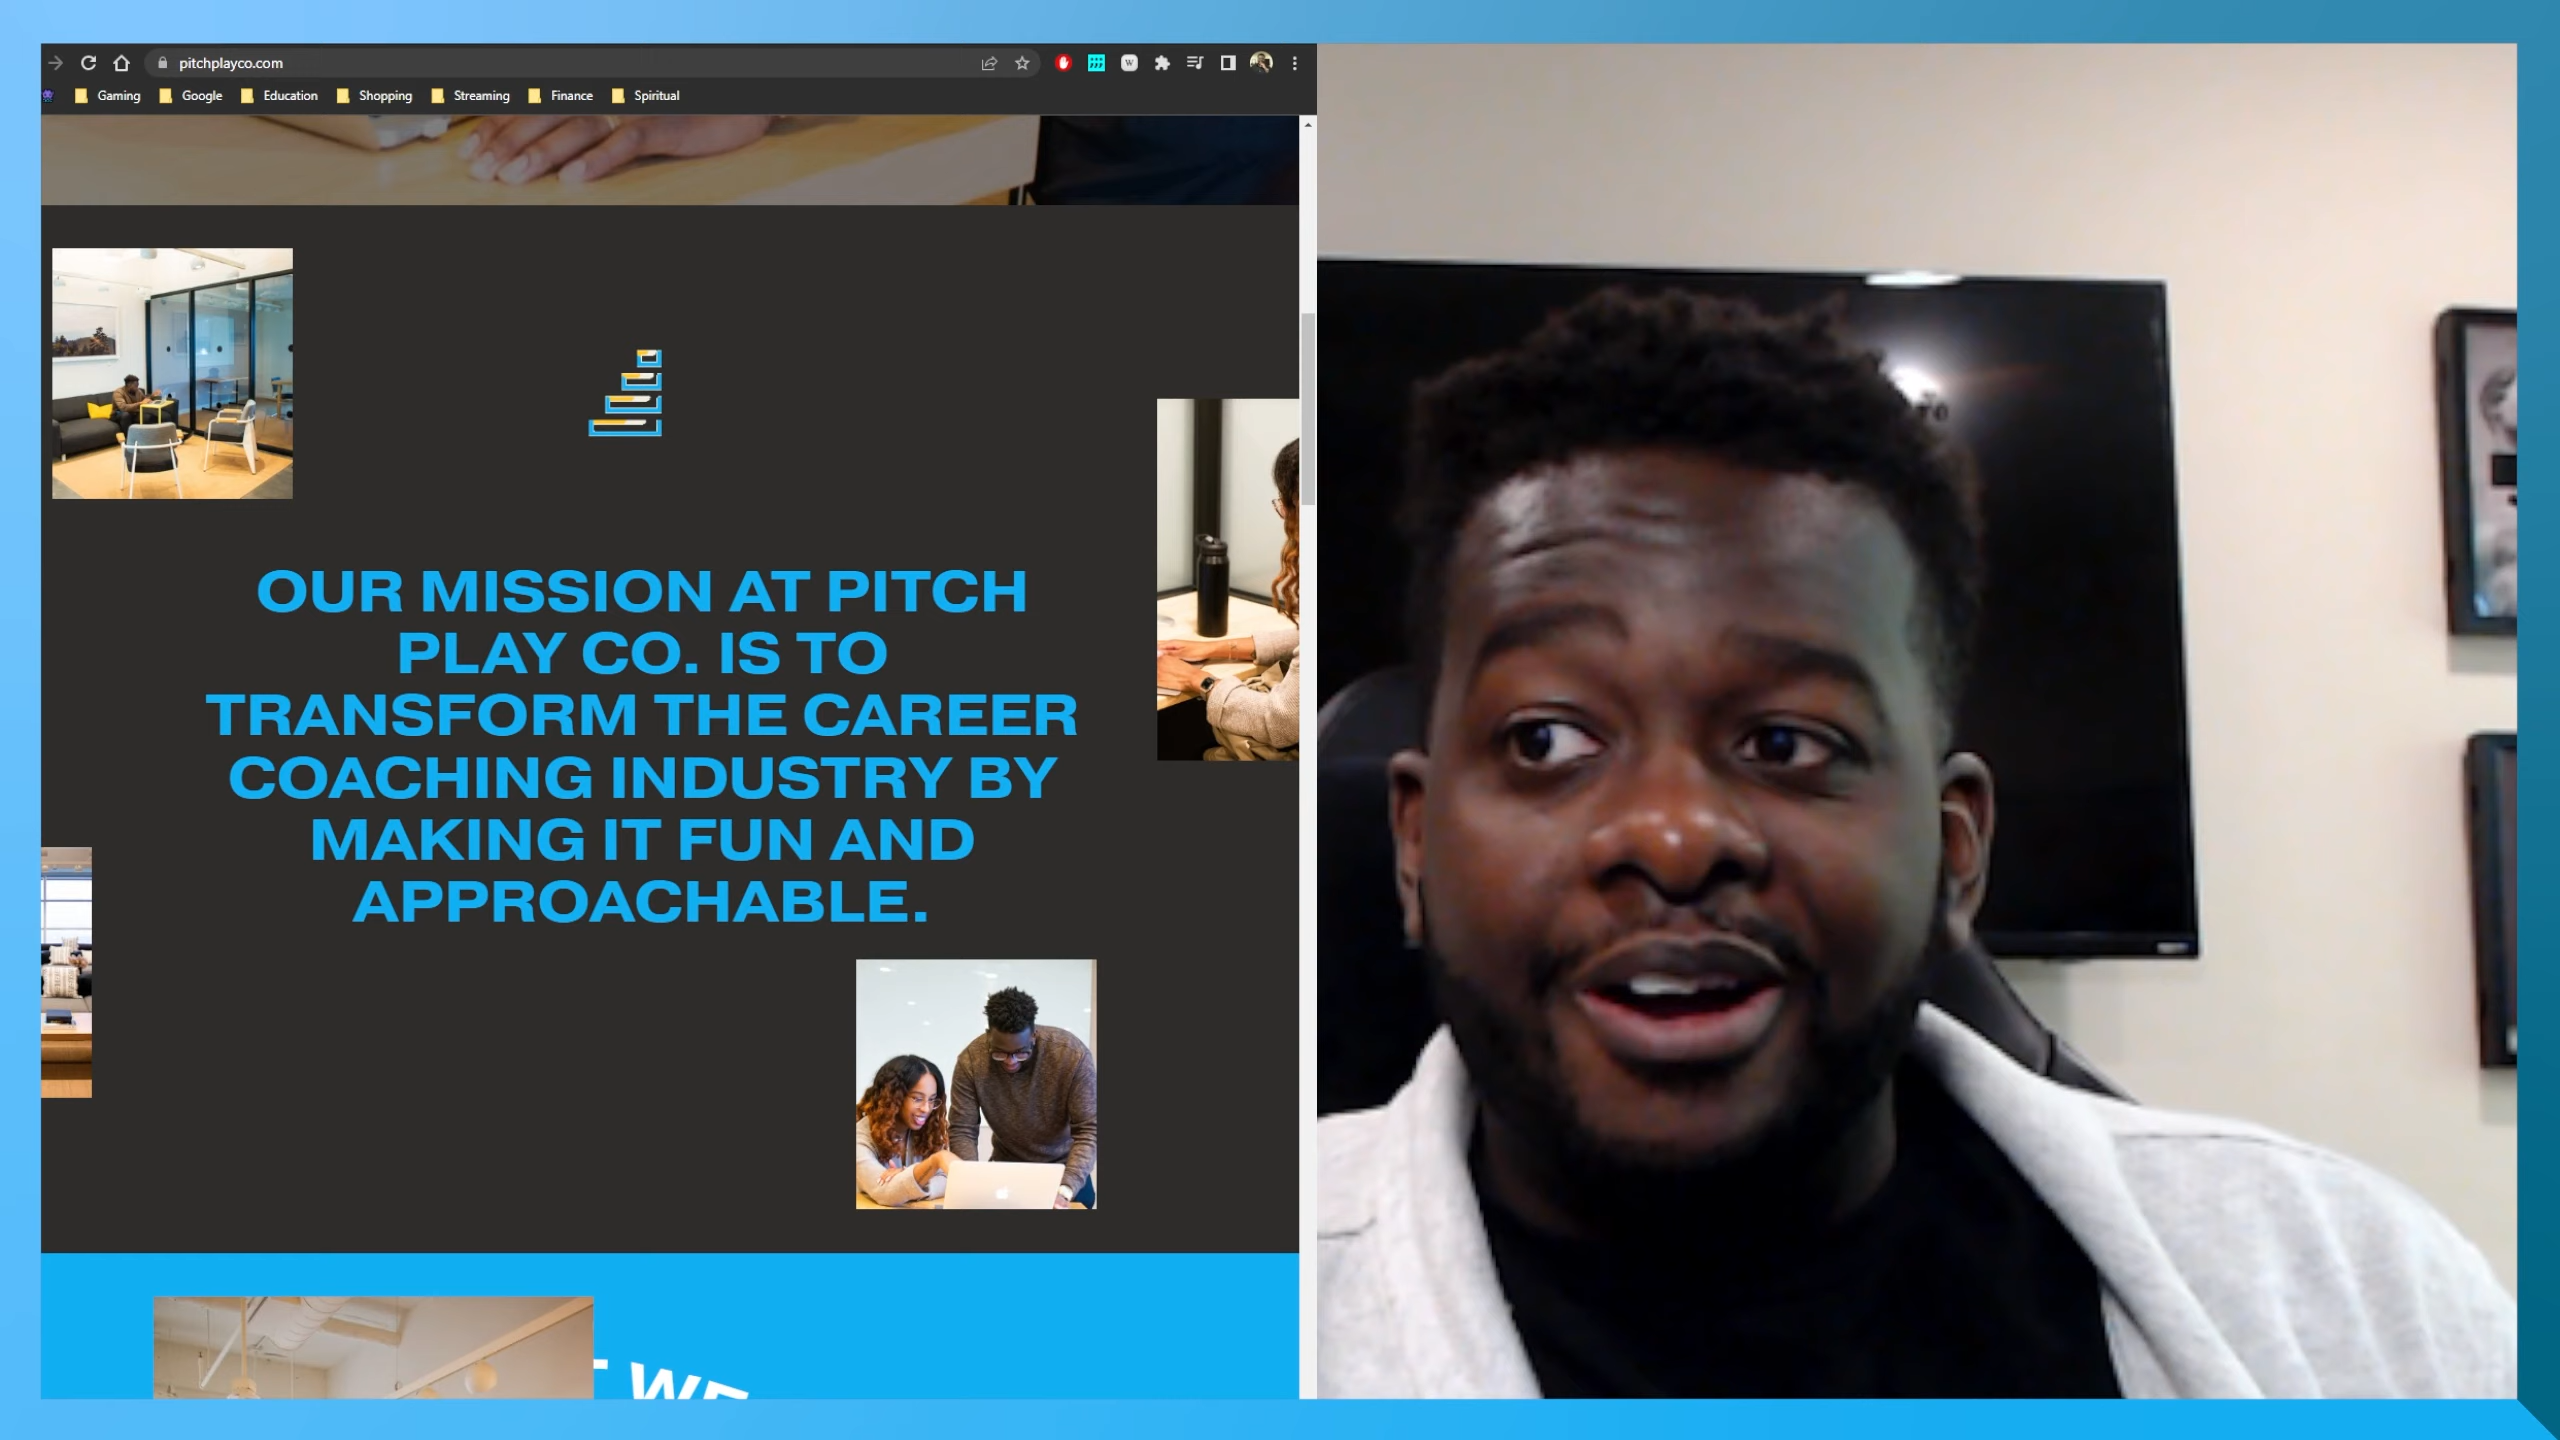 pitchplayco.com
Gaming Google Education Shopping Streaming Finance Spiritual
OUR MISSION AT PITCH
PLAY CO. IS TO
TRANSFORM THE CAREER
COACHING INDUSTRY BY
MAKING IT FUN AND
APPROACHABLE.
WE